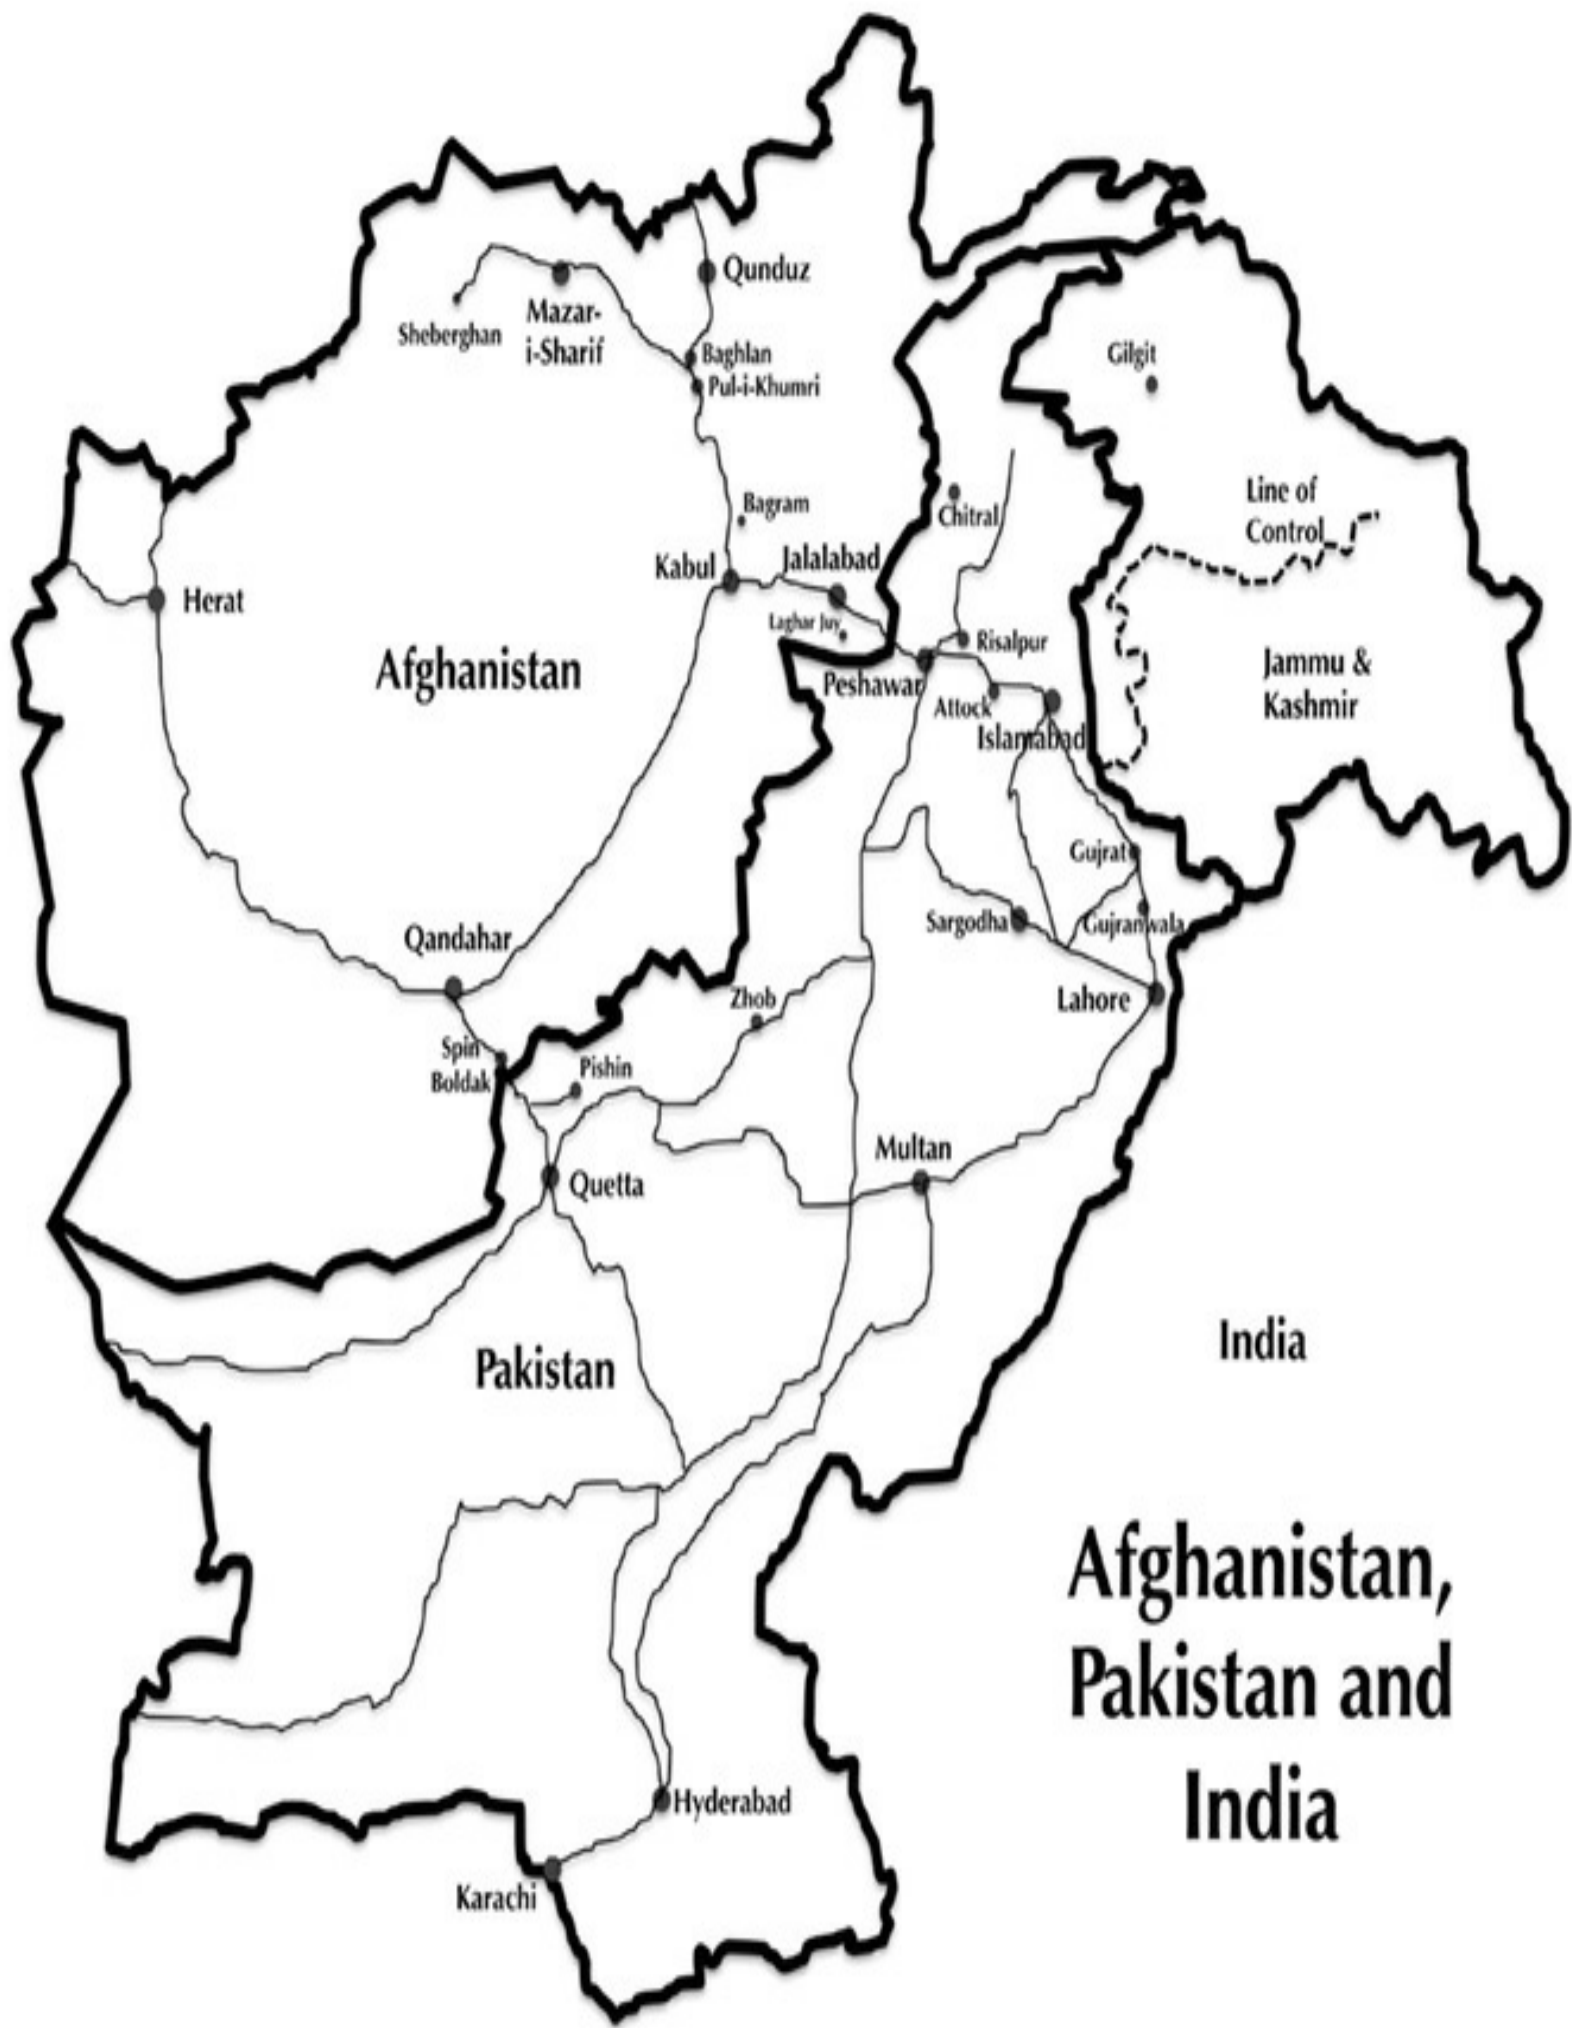 Qunduz
Mazar-
i-Sharif
Sheberghan
Baghlan
Pul-i-Khumri
Gilgit
Line of
Control
Bagram
Chitral
Kabul
Jalalabad
Herat
Laghar Juy
Risalpur
Afghanistan
Peshawar
Attock
Islamabad
Jammu &
Kashmir
Gujrat
Sargodha
Gujranwala
Qandahar
Zhob
Lahore
Spin
Boldak
Pishin
Multan
Quetta
India
Pakistan
Afghanistan,
Pakistan and
India
Hyderabad
Karachi